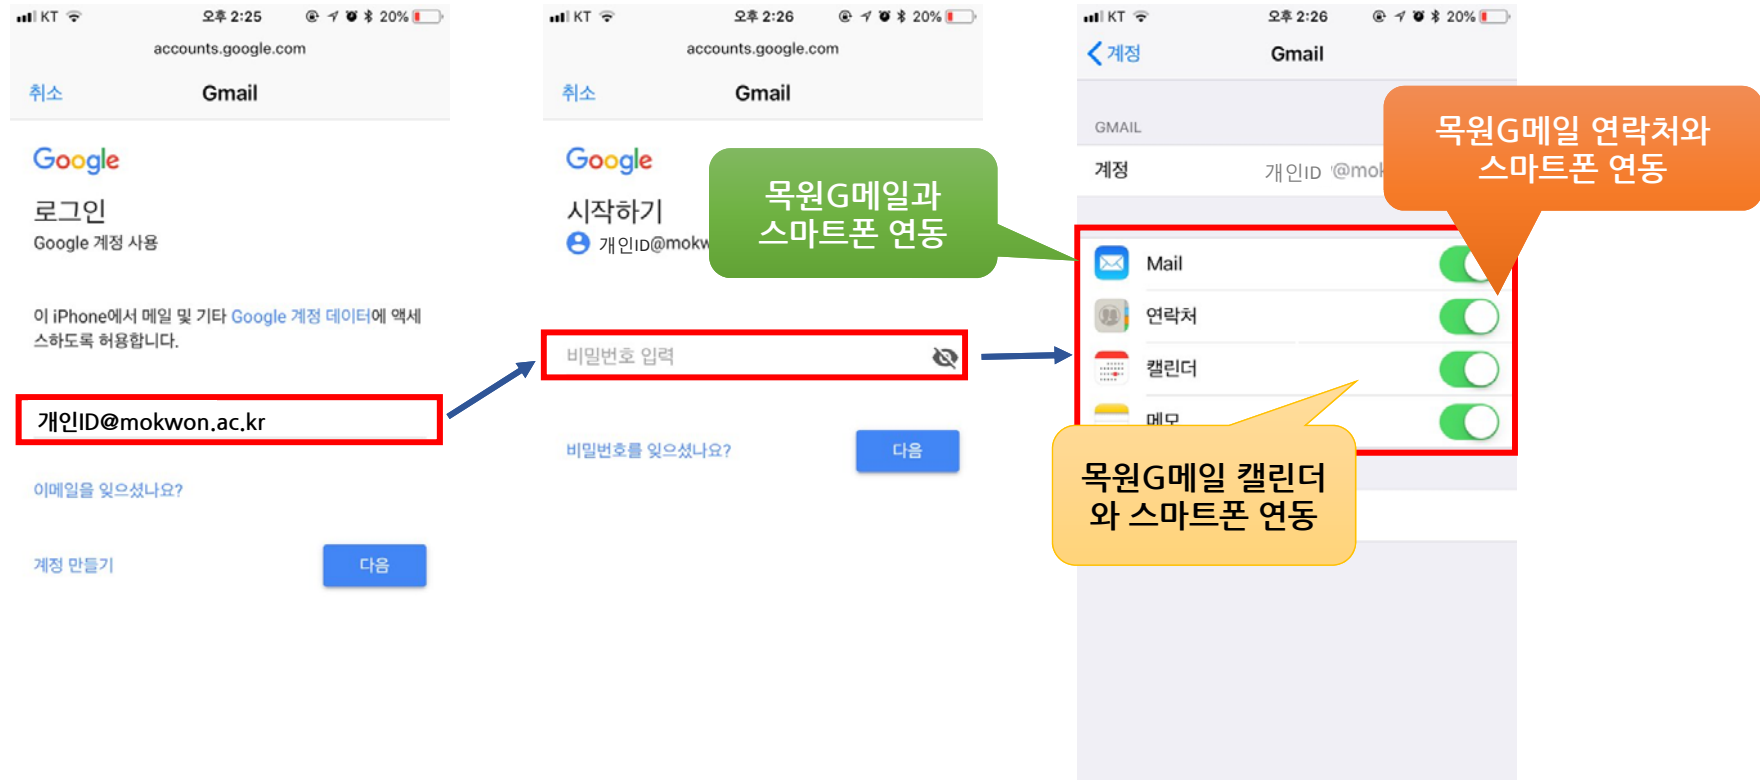 KT
오후 2:25
20%
accounts.google.com
취소
Gmail
Google
로그인
Google 계정 사용
이 iPhone에서 메일 및 기타 Google 계정 데이터에 액세
스하도록 허용합니다.
개인ID@mokwon.ac.kr
이메일을 잊으셨나요?
계정 만들기
다음
KT
오후 2:26
20%
accounts.google.com
취소
Gmail
Google
시작하기
개인ID@mokw
비밀번호 입력
비밀번호를 잊으셨나요?
다음
목원G메일과
스마트폰 연동
KT
오후 2:26
20%
계정
Gmail
GMAIL
계정
개인ID @mok
목원G메일 연락처와
스마트폰 연동
Mail
연락처
캘린더
메모
목원G메일 캘린더
와 스마트폰 연동